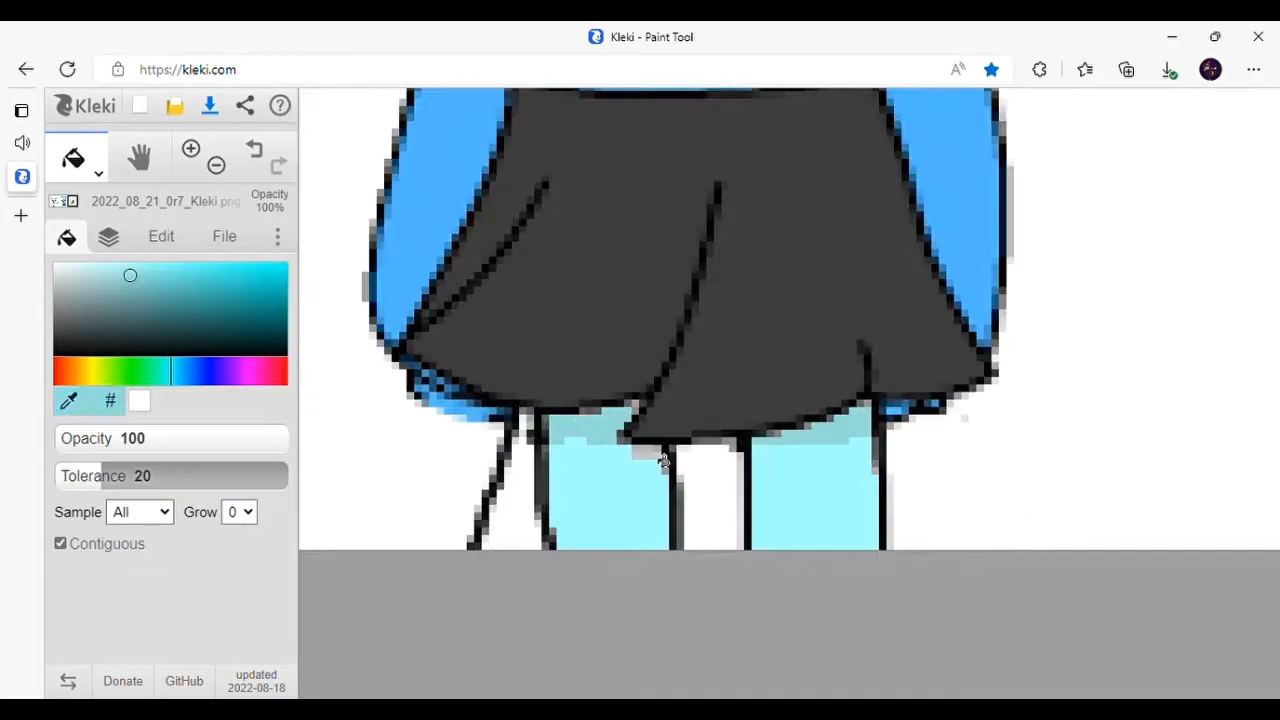 Kleki - Paint Tool
https://kleki.com
Kleki
2022_08_21_0r7_Kleki.png
Opacity
100%
Edit
File
#
Opacity 100
Tolerance 20
Sample All Grow 0
Contiguous
Donate
GitHub
updated
2022-08-18